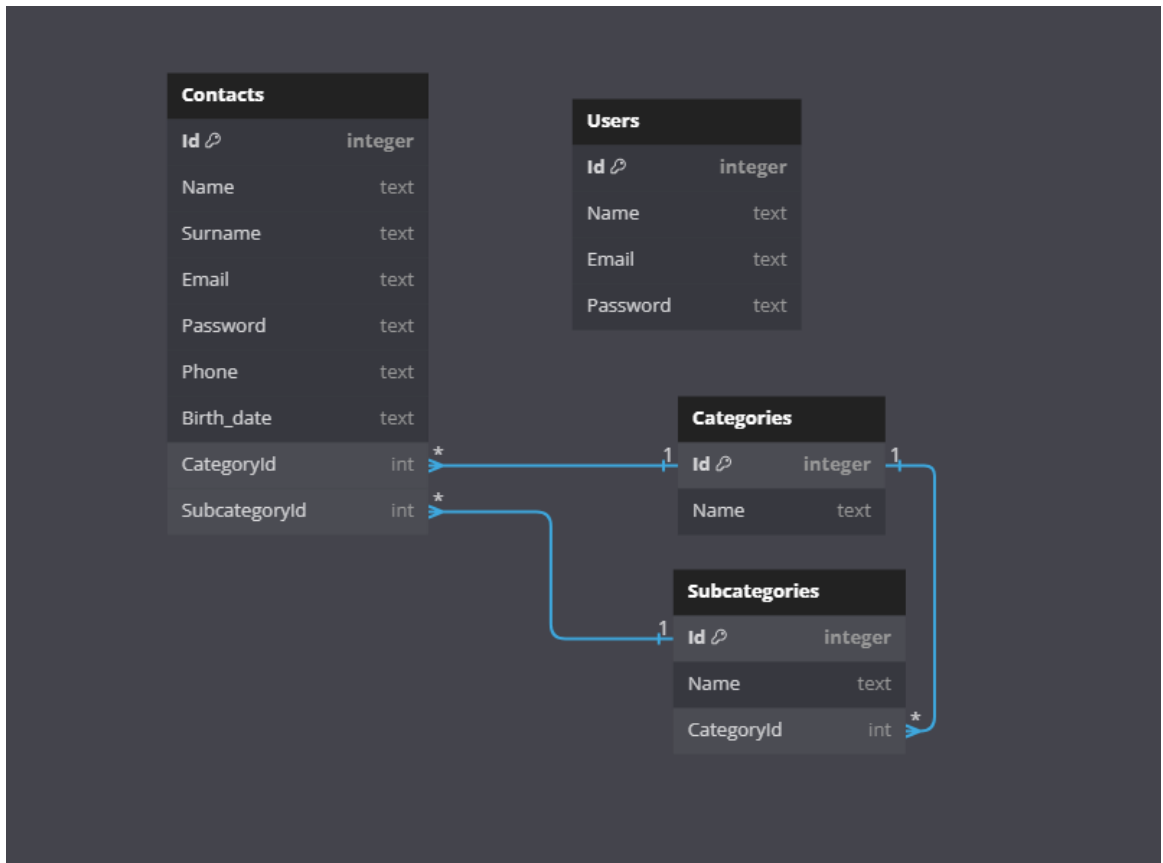 Contacts
Id integer
Name text
Surname text
Email text
Password text
Phone text
Birth_date text
CategoryId int *
SubcategoryId int *
Users
Id integer
Name text
Email text
Password text
Categories
1 Id integer 1
Name text
Subcategories
1 Id integer
Name text
CategoryId int *